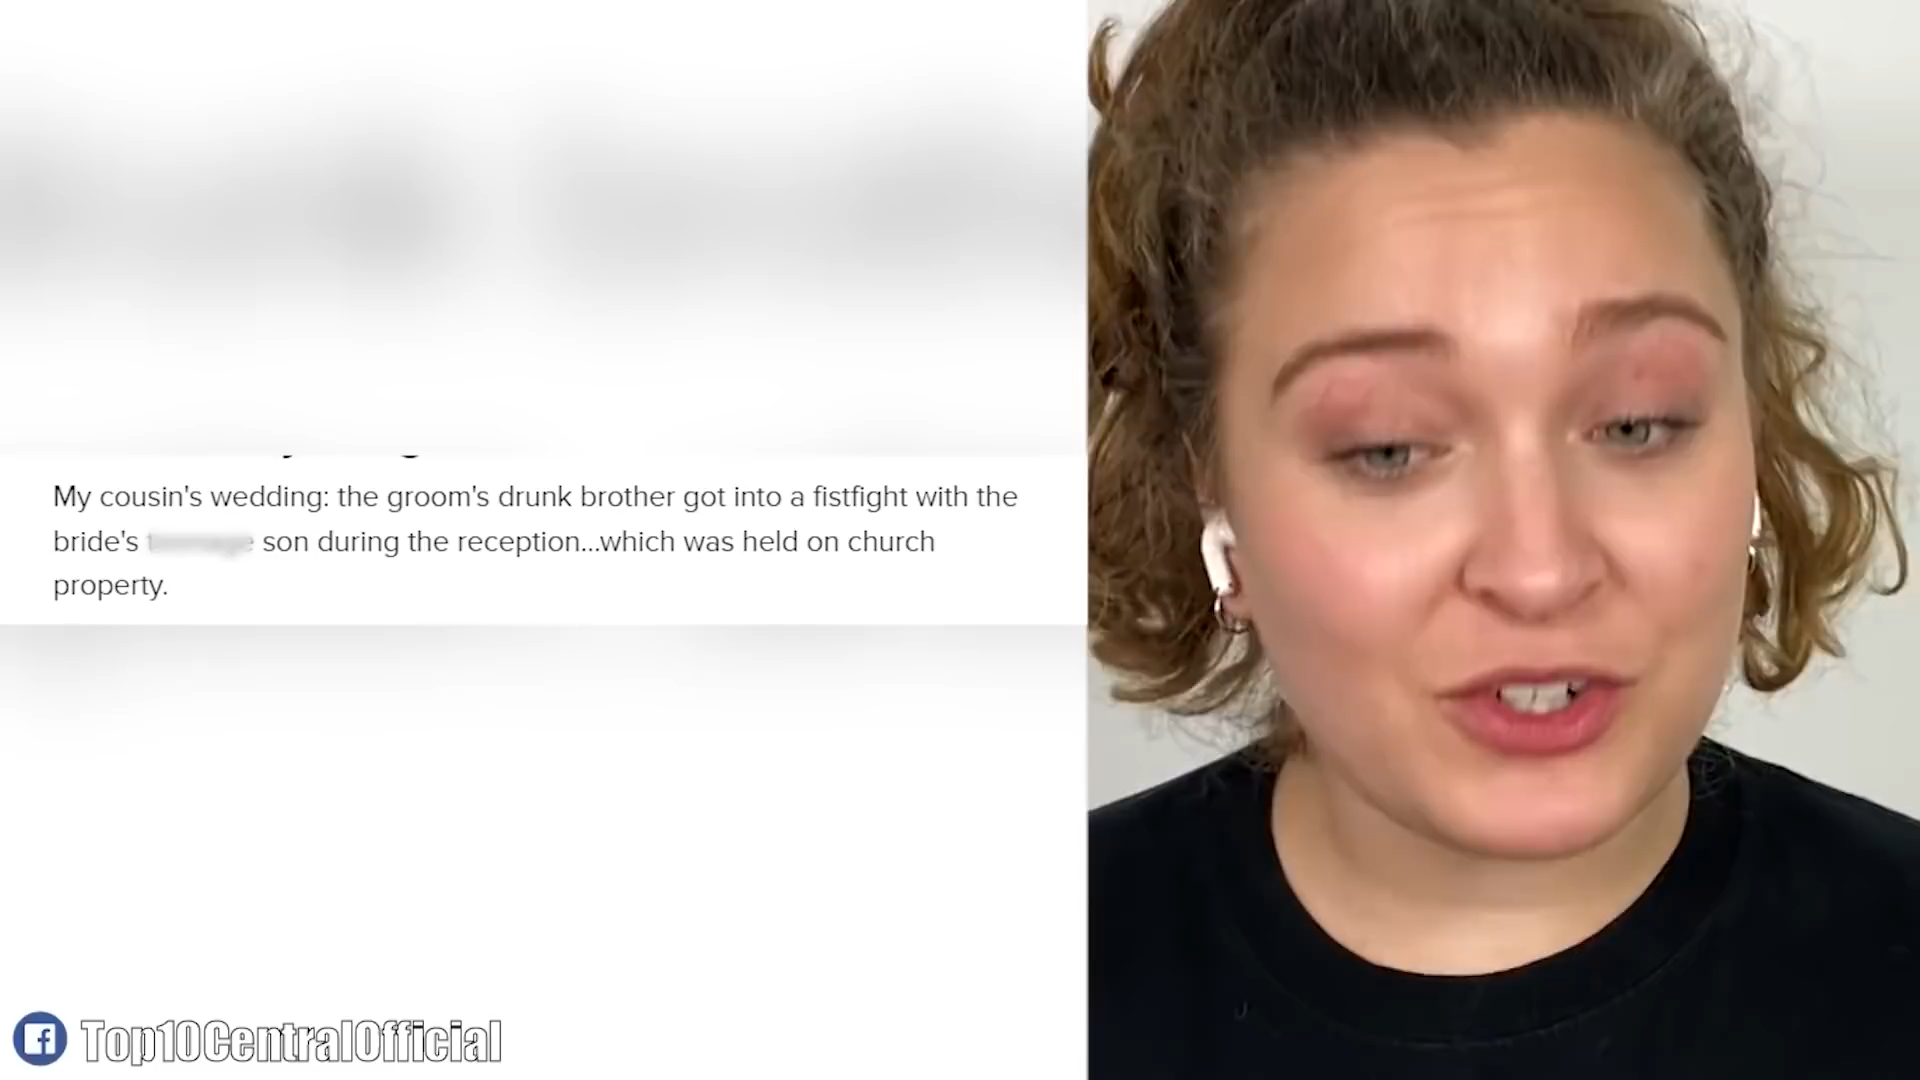 My cousin's wedding: the groom's drunk brother got into a fistfight with the
bride's son during the reception...which was held on church
property.
Top10CentralOfficial